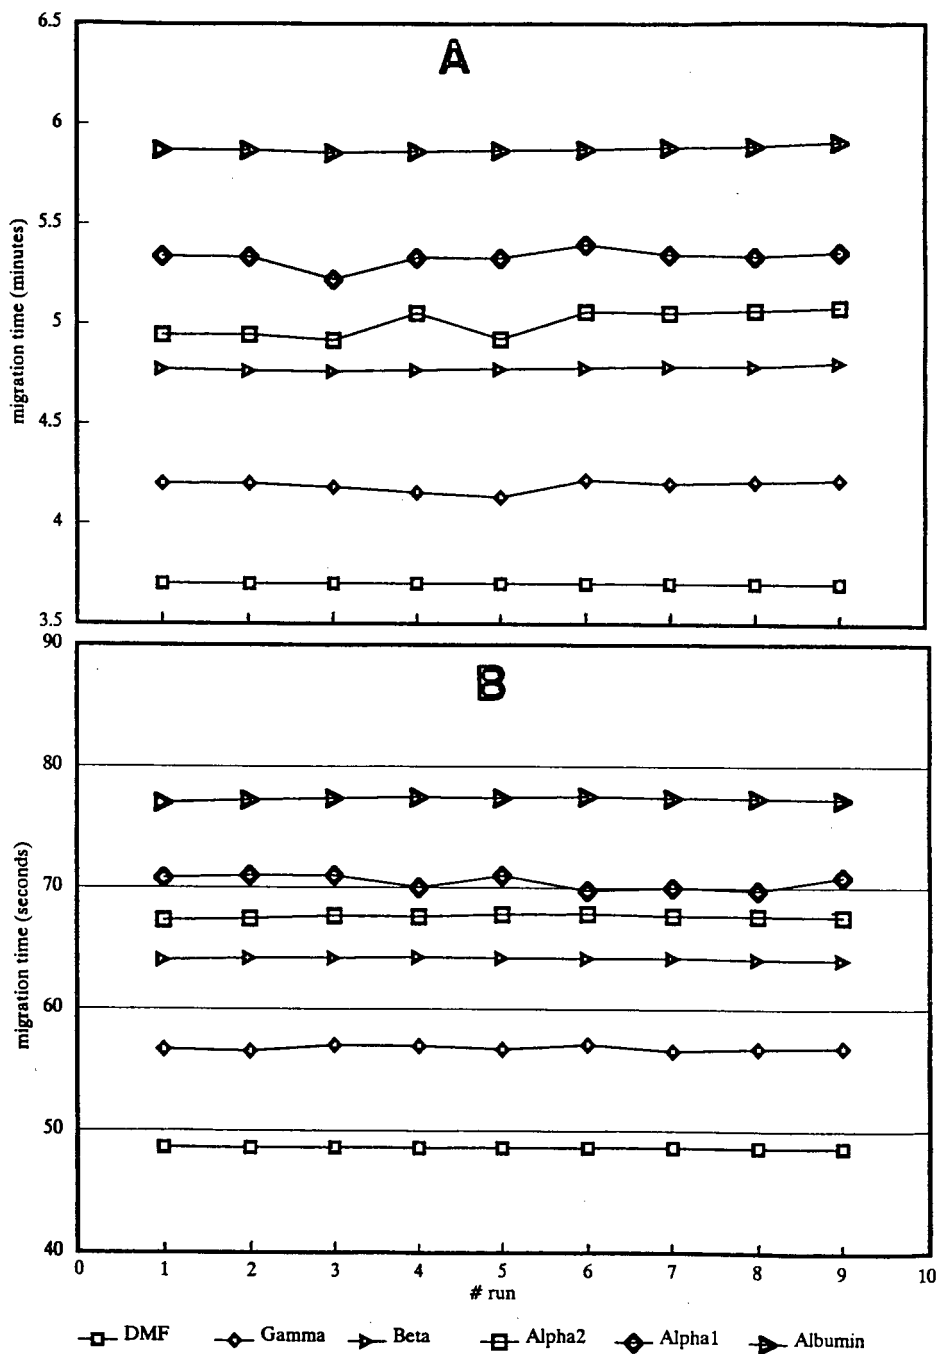 A
6.5
6
5.5
5
4.5
4
3.5
migration time (minutes)
B
90
80
70
60
50
40
migration time (seconds)
0 1 2 3 4 5 6 7 8 9 10
# run
DMF Gamma Beta Alpha2 Alpha1 Albumin